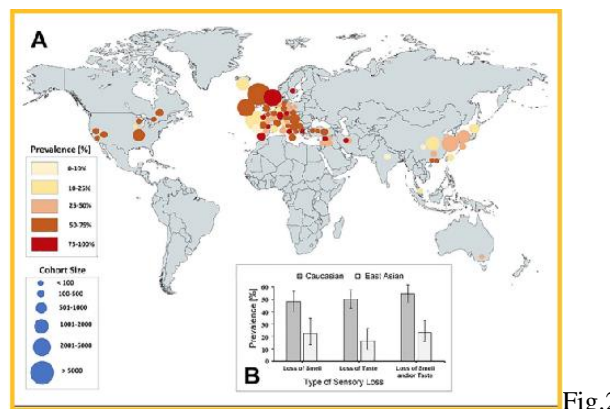 A
Prevalence [%]
0-10%
10-25%
25-50%
50-75%
75-100%
Cohort Size
< 100
100-500
501-1000
1001-2000
2001-5000
> 5000
Caucasian
East Asian
Prevalence [%]
60
50
40
30
20
10
0
Loss of Smell
Loss of Taste
Loss of Smell
and/or Taste
Type of Sensory Loss
B
Fig.2